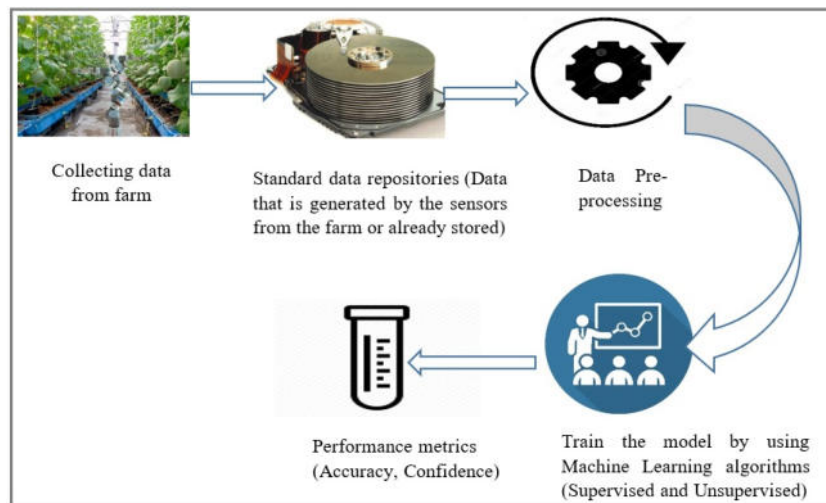 Collecting data
from farm
Standard data repositories (Data
that is generated by the sensors
from the farm or already stored)
Data Pre-
processing
Train the model by using
Machine Learning algorithms
(Supervised and Unsupervised)
Performance metrics
(Accuracy, Confidence)